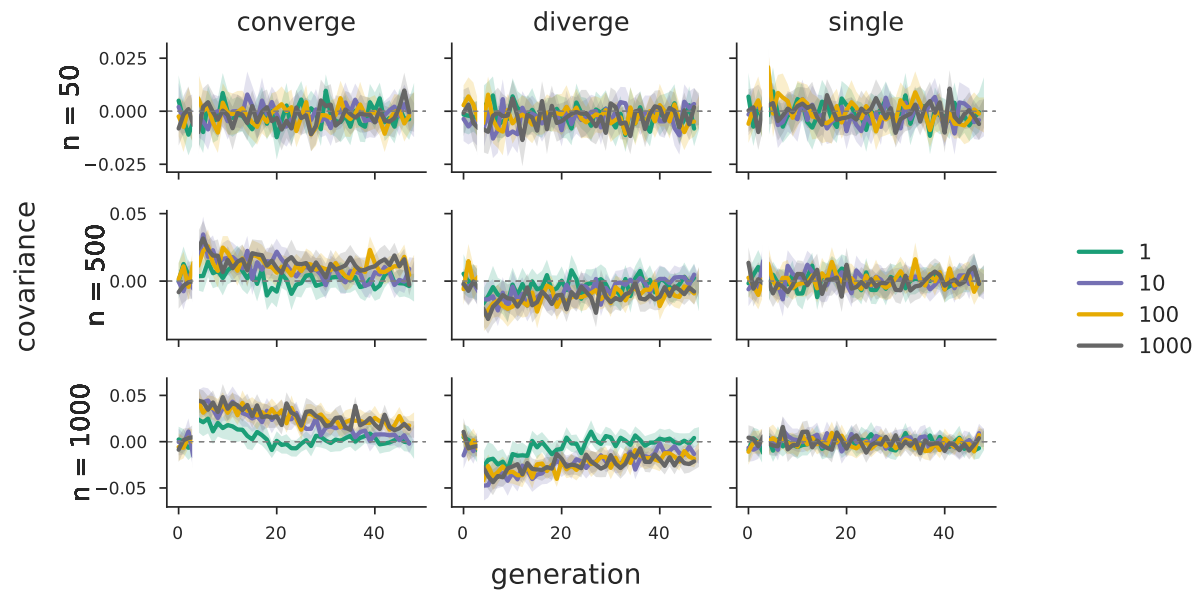 converge diverge single
n = 50
0.025
0.000
−0.025
covariance
n = 500
0.05
0.00
n = 1000
0.05
0.00
−0.05
0 20 40 0 20 40 0 20 40
generation
1
10
100
1000